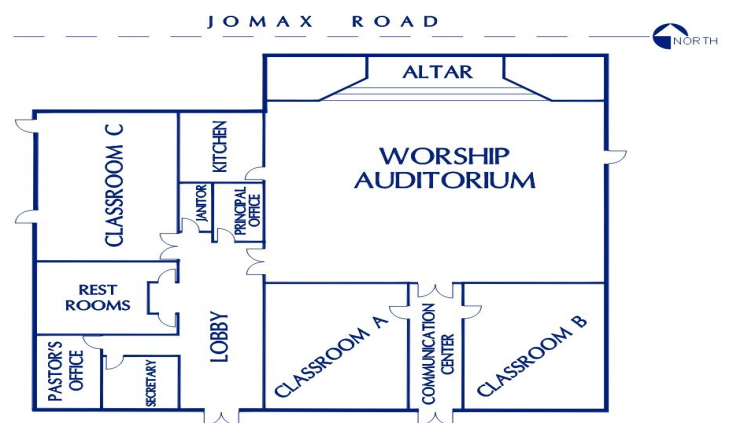 JOMAX ROAD
NORTH
ALTAR
WORSHIP
AUDITORIUM
KITCHEN
CLASSROOM C
JANITOR
PRINCIPAL
OFFICE
REST
ROOMS
LOBBY
PASTOR'S
OFFICE
SECRETARY
CLASSROOM A
COMMUNICATION
CENTER
CLASSROOM B